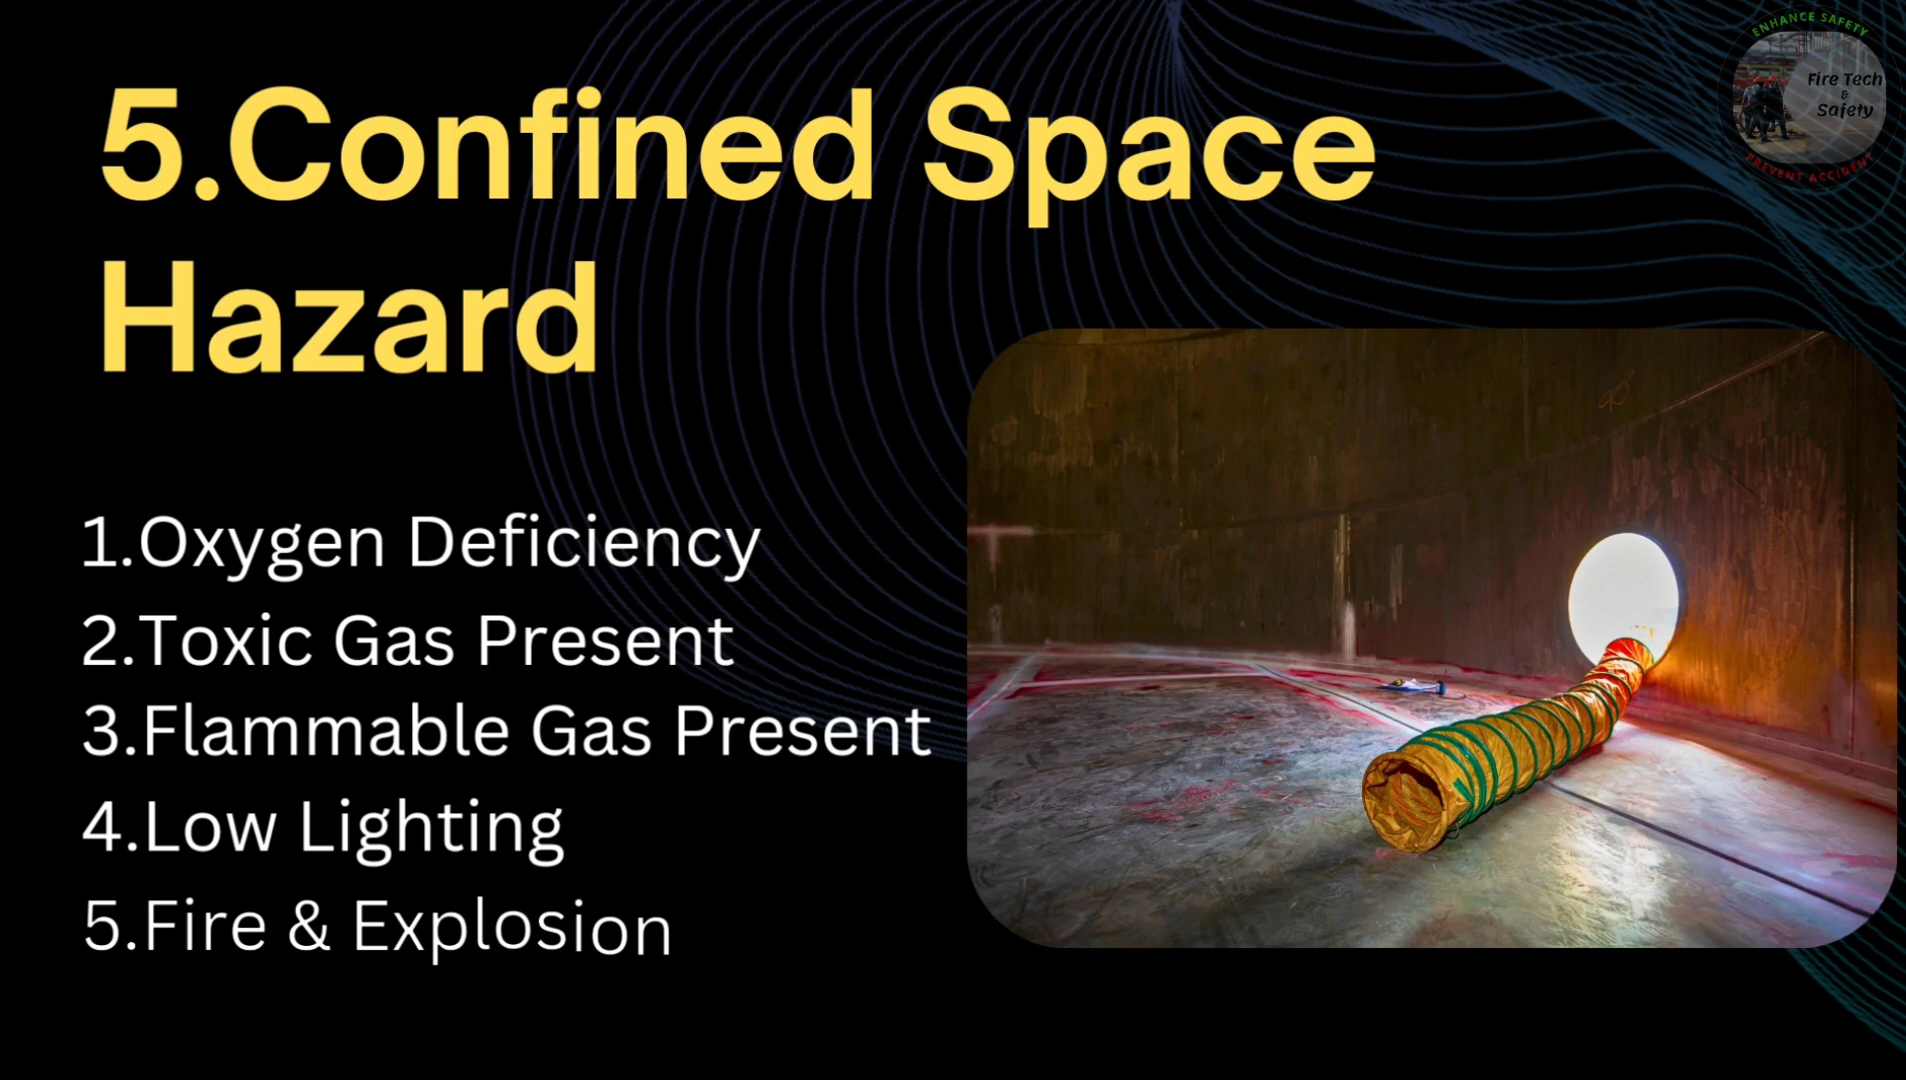 ENHANCE SAFETY
Fire Tech
&
Safety
PREVENT ACCIDENT
5.Confined Space
Hazard
1.Oxygen Deficiency
2.Toxic Gas Present
3.Flammable Gas Present
4.Low Lighting
5.Fire & Explosion
90°